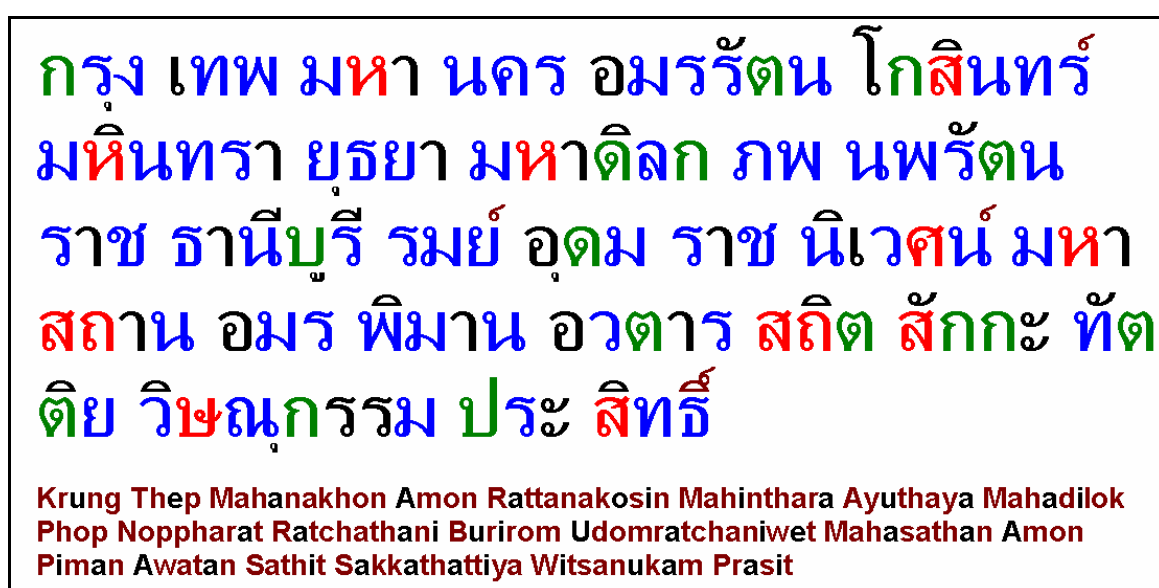 กรุง เทพ มหา นคร อมรรัตน โกสินทร์
มหินทรา ยุธยา มหาดิลก ภพ นพรัตน
ราช ธานีบูรี รมย์ อุดม ราช นิเวศน์ มหา
สถาน อมร พิมาน อวตาร สถิต สักกะ ทัต
ติย วิษณุกรรม ประ สิทธิ์
Krung Thep Mahanakhon Amon Rattanakosin Mahinthara Ayuthaya Mahadilok
Phop Noppharat Ratchathani Burirom Udomratchaniwet Mahasathan Amon
Piman Awatan Sathit Sakkathattiya Witsanukam Prasit